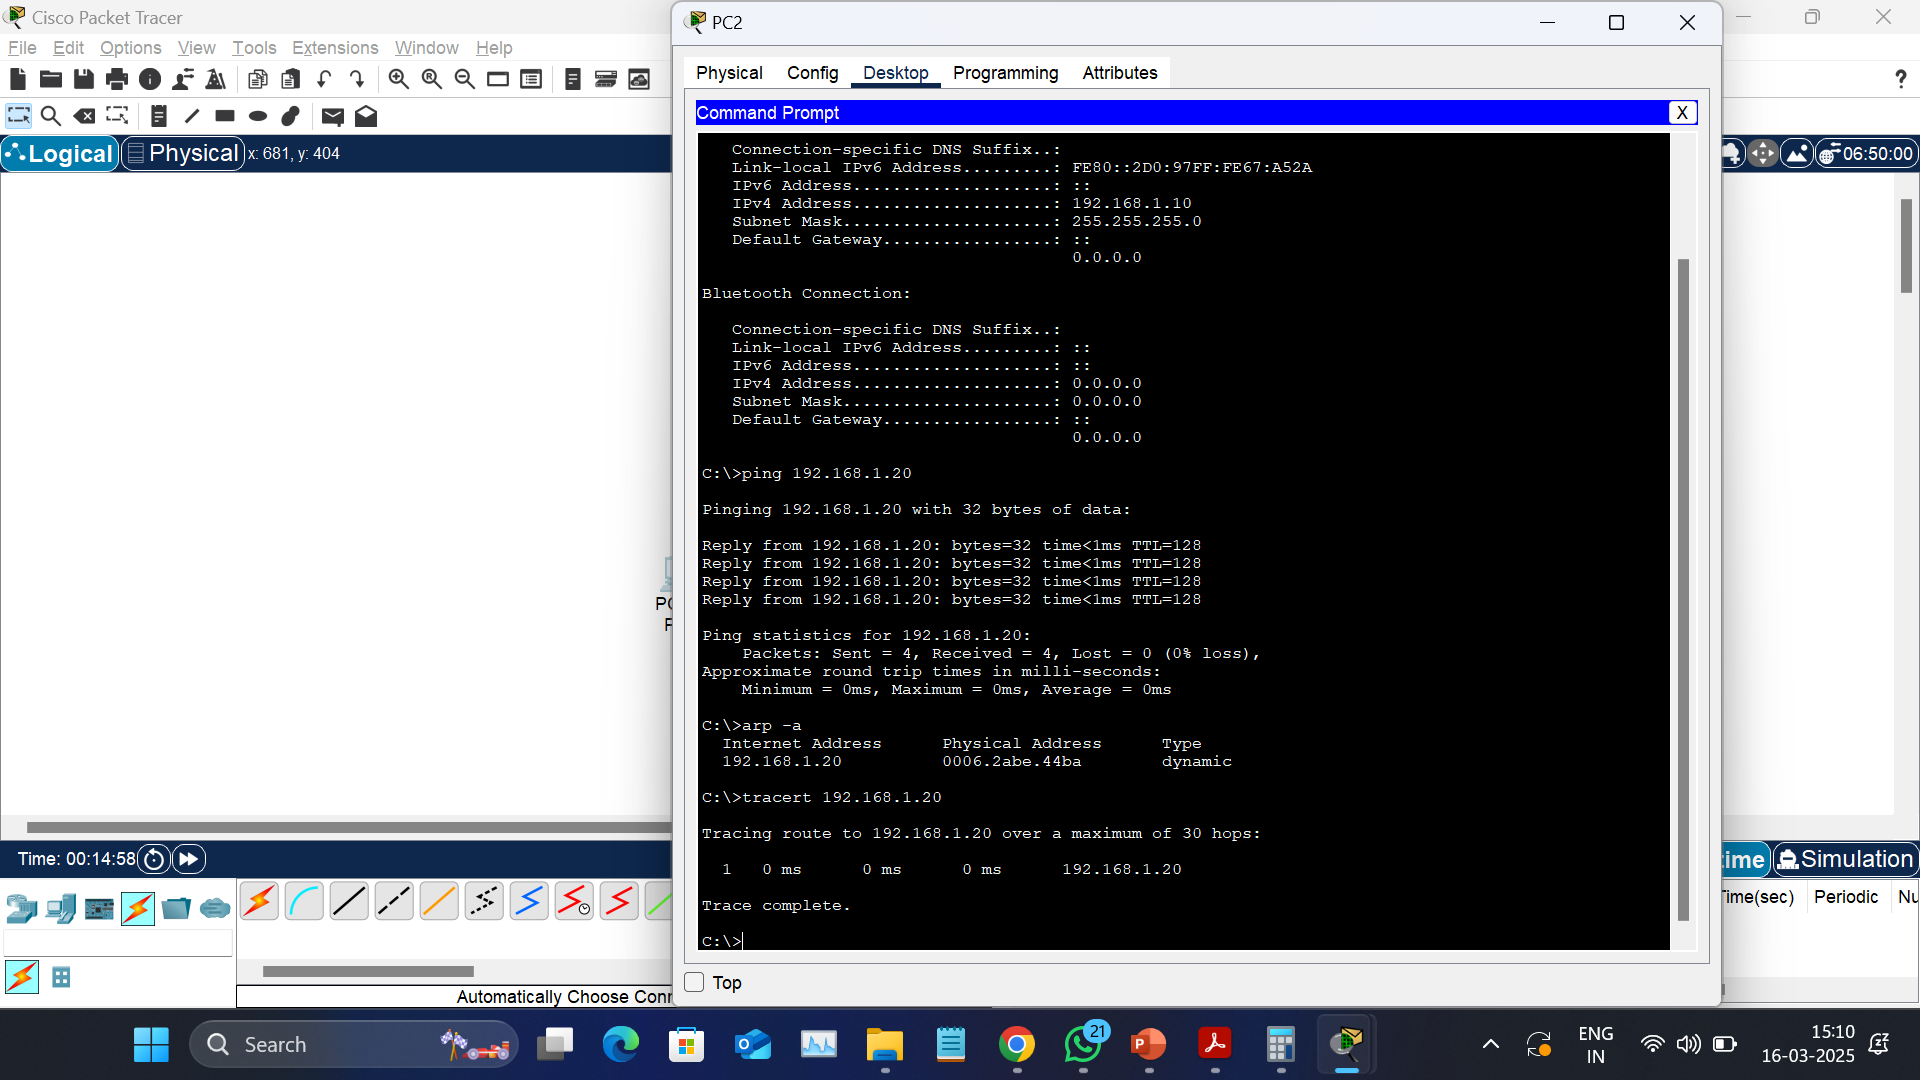 Cisco Packet Tracer
File Edit Options View Tools Extensions Window Help
?
Logical Physical x: 681, y: 404
06:50:00
PC2
Physical Config Desktop Programming Attributes
Command Prompt
X
Connection-specific DNS Suffix..:
Link-local IPv6 Address.........: FE80::2D0:97FF:FE67:A52A
IPv6 Address....................: ::
IPv4 Address....................: 192.168.1.10
Subnet Mask.....................: 255.255.255.0
Default Gateway.................: ::
0.0.0.0
Bluetooth Connection:
Connection-specific DNS Suffix..:
Link-local IPv6 Address.........: ::
IPv6 Address....................: ::
IPv4 Address....................: 0.0.0.0
Subnet Mask.....................: 0.0.0.0
Default Gateway.................: ::
0.0.0.0
C:\>ping 192.168.1.20
Pinging 192.168.1.20 with 32 bytes of data:
Reply from 192.168.1.20: bytes=32 time<1ms TTL=128
Reply from 192.168.1.20: bytes=32 time<1ms TTL=128
Reply from 192.168.1.20: bytes=32 time<1ms TTL=128
Reply from 192.168.1.20: bytes=32 time<1ms TTL=128
Ping statistics for 192.168.1.20:
Packets: Sent = 4, Received = 4, Lost = 0 (0% loss),
Approximate round trip times in milli-seconds:
Minimum = 0ms, Maximum = 0ms, Average = 0ms
C:\>arp -a
Internet Address Physical Address Type
192.168.1.20 0006.2abe.44ba dynamic
C:\>tracert 192.168.1.20
Tracing route to 192.168.1.20 over a maximum of 30 hops:
1 0 ms 0 ms 0 ms 192.168.1.20
Trace complete.
C:\>
Top
Time: 00:14:58
ime Simulation
ime(sec) Periodic Nu
Automatically Choose Conn
Search
21
ENG
IN
15:10
16-03-2025